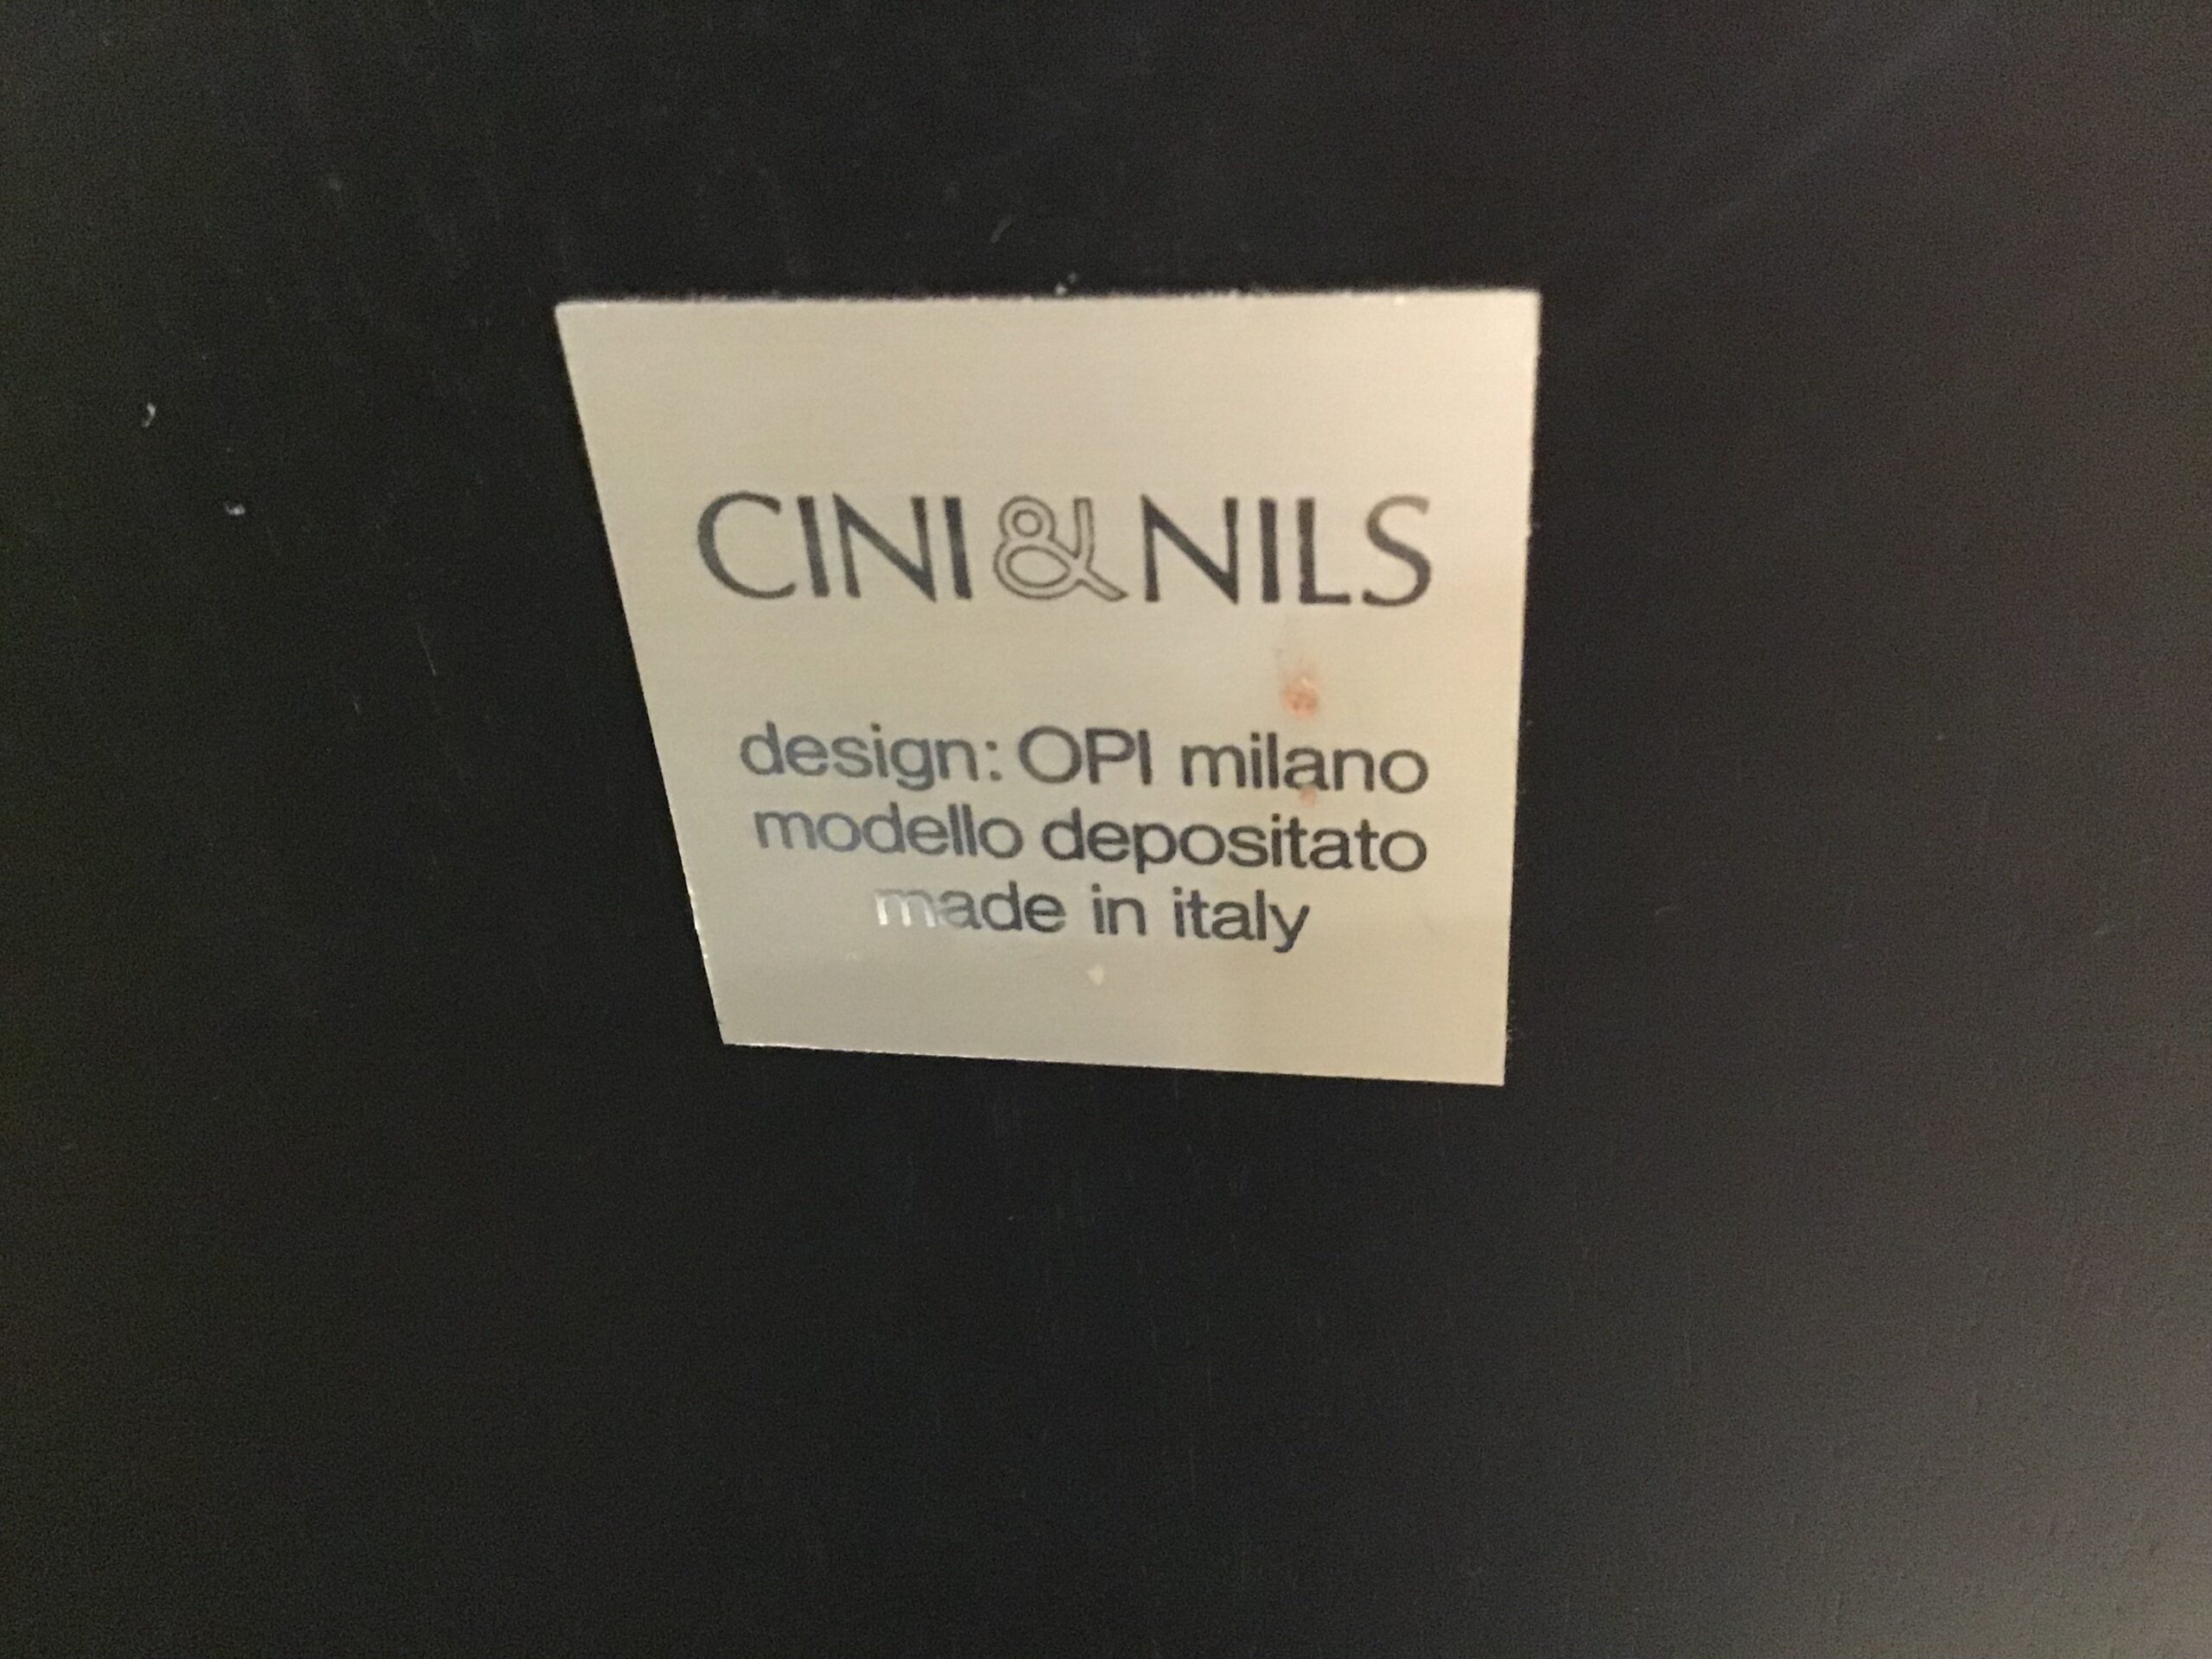 CINI&NILS
design: OPI milano
modello depositato
made in italy